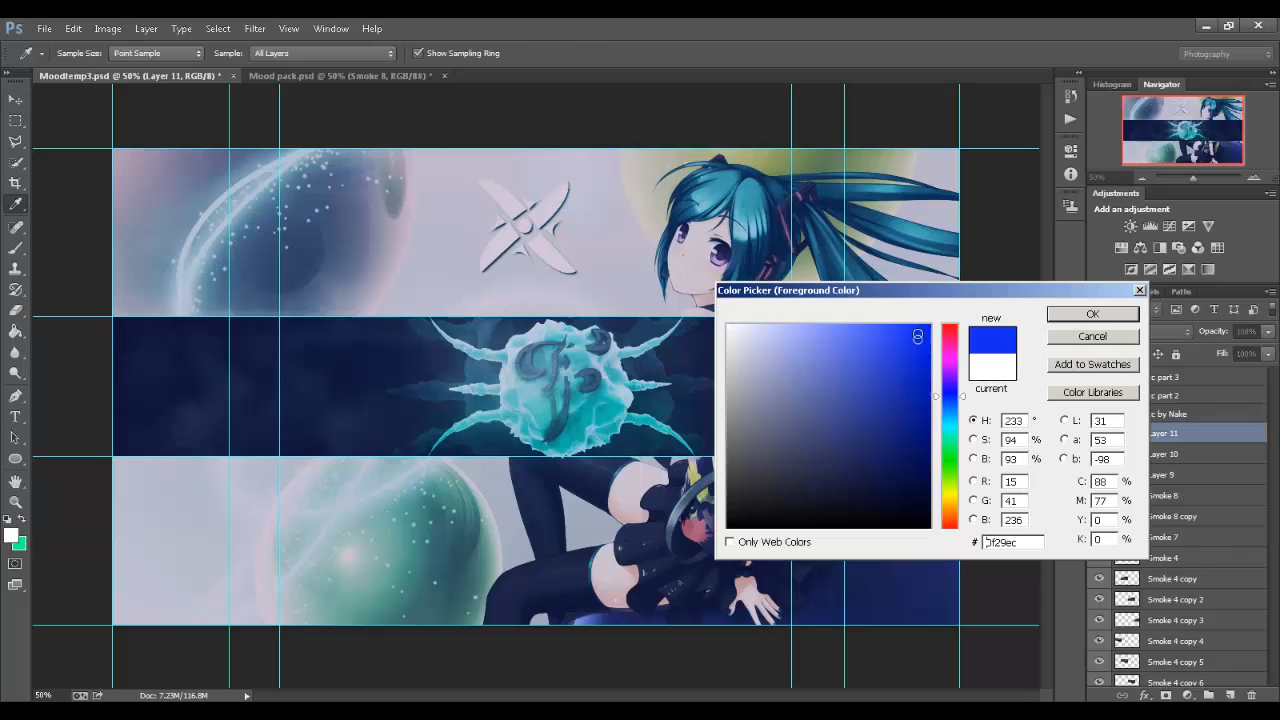 Ps File Edit Image Layer Type Select Filter View Window Help
Sample Size: Point Sample Sample: All Layers Show Sampling Ring Photography
Moodtemp3.psd @ 50% (Layer 11, RGB/8) * × Mood pack.psd @ 50% (Smoke 8, RGB/8#) * ×
Histogram Navigator
50%
Adjustments
Add an adjustment
Paths
Opacity: 100%
Fill: 100%
c part 3
c part 2
c by Nake
ayer 11
ayer 10
ayer 9
Smoke 8
Smoke 8 copy
Smoke 7
Smoke 4
Smoke 4 copy
Smoke 4 copy 2
Smoke 4 copy 3
Smoke 4 copy 4
Smoke 4 copy 5
Smoke 4 copy 6
Color Picker (Foreground Color)
new
current
OK
Cancel
Add to Swatches
Color Libraries
H: 233 ° L: 31
S: 94 % a: 53
B: 93 % b: -98
R: 15 C: 88 %
G: 41 M: 77 %
B: 236 Y: 0 %
# 0f29ec K: 0 %
Only Web Colors
50% Doc: 7.23M/116.8M